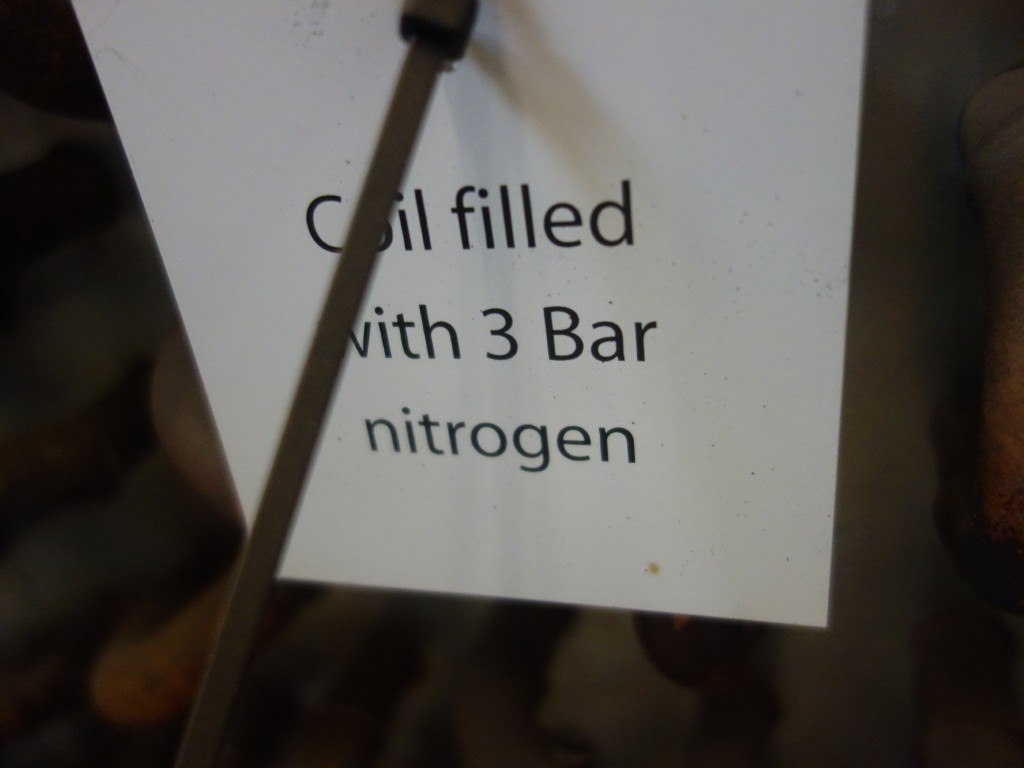 Coil filled
with 3 Bar
nitrogen